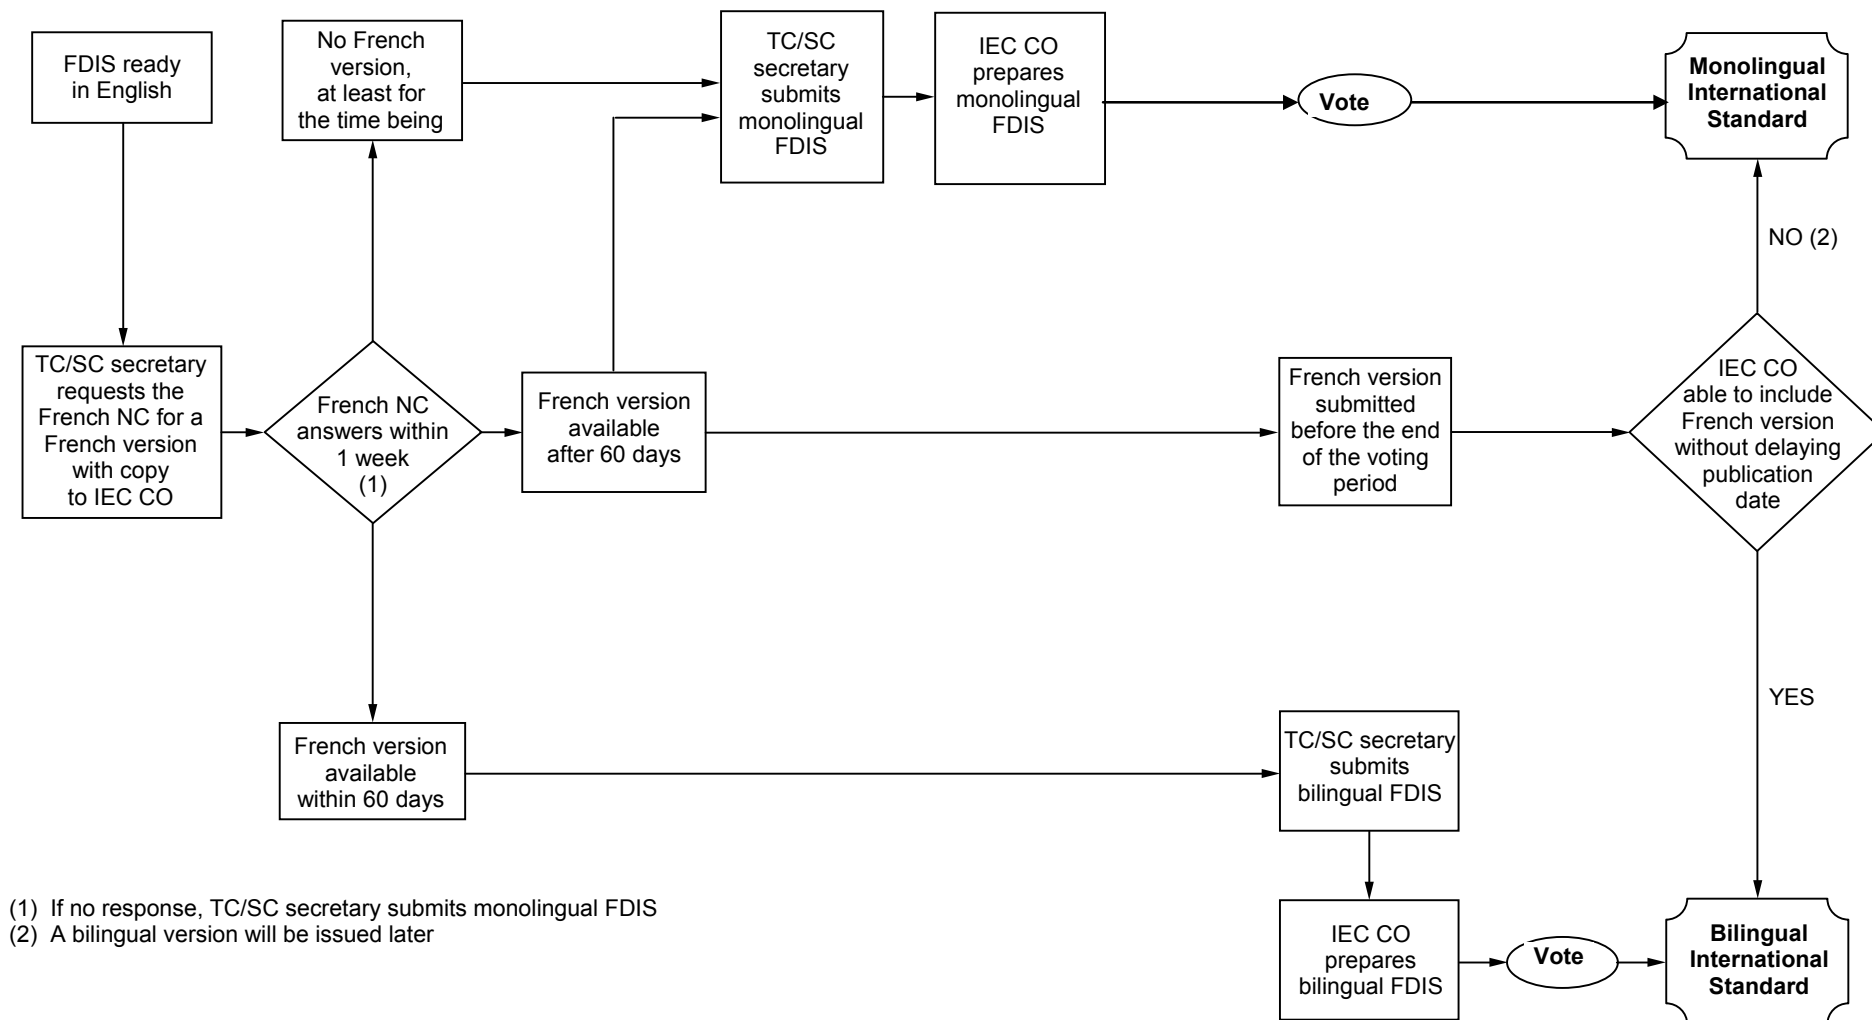 FDIS ready
in English
No French
version,
at least for
the time being
TC/SC
secretary
submits
monolingual
FDIS
IEC CO
prepares
monolingual
FDIS
Vote
Monolingual
International
Standard
NO (2)
TC/SC secretary
requests the
French NC for a
French version
with copy
to IEC CO
French NC
answers within
1 week
(1)
French version
available
after 60 days
French version
submitted
before the end
of the voting
period
IEC CO
able to include
French version
without delaying
publication
date
YES
French version
available
within 60 days
TC/SC secretary
submits
bilingual FDIS
IEC CO
prepares
bilingual FDIS
Vote
Bilingual
International
Standard
(1) If no response, TC/SC secretary submits monolingual FDIS
(2) A bilingual version will be issued later